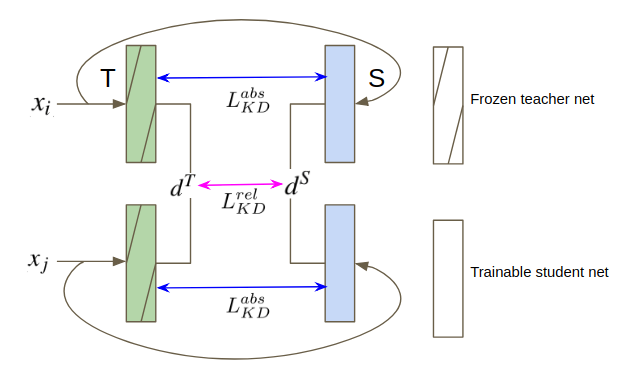 T
S
x_i
L_{KD}^{abs}
Frozen teacher net
d^T
d^S
L_{KD}^{rel}
x_j
L_{KD}^{abs}
Trainable student net